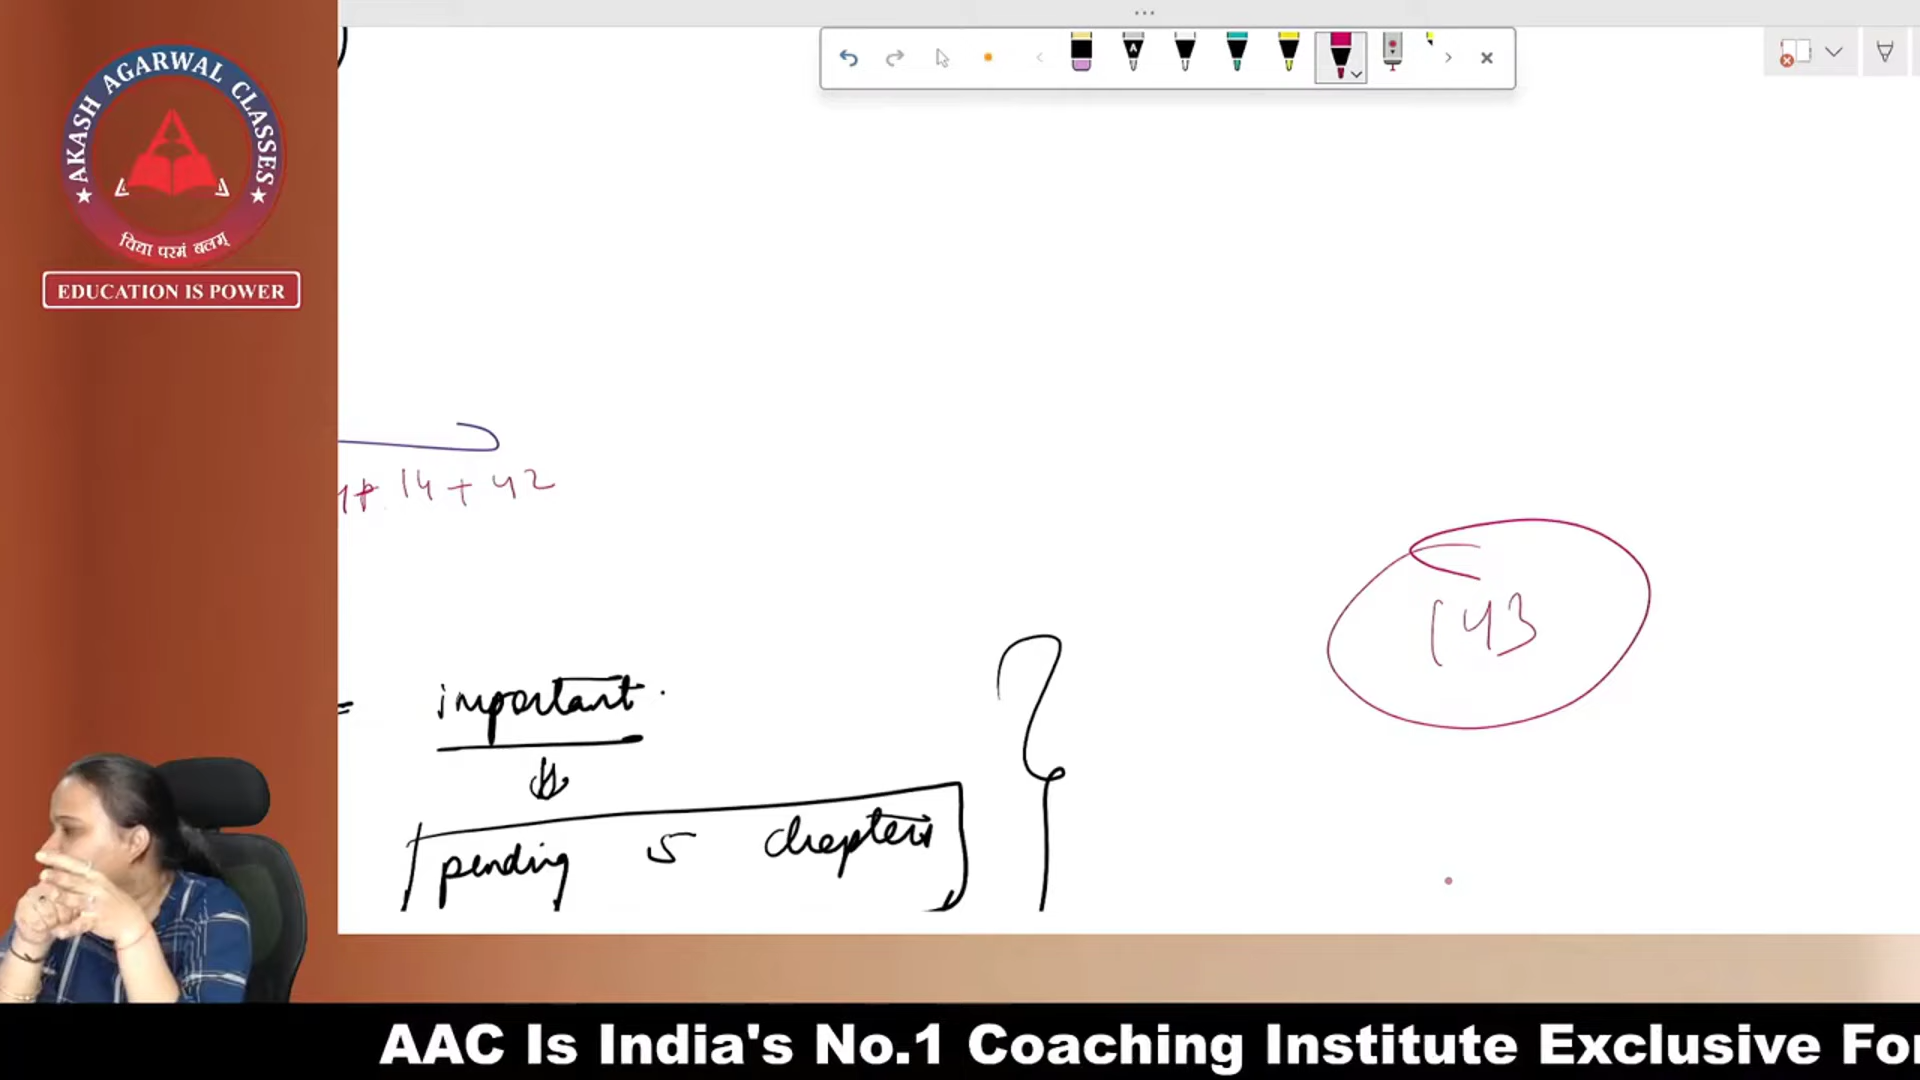 AKASH AGARWAL CLASSES
विद्या परमं बलम्
EDUCATION IS POWER
14 + 42
143
= important.
pending 5 chapters
AAC Is India's No.1 Coaching Institute Exclusive For